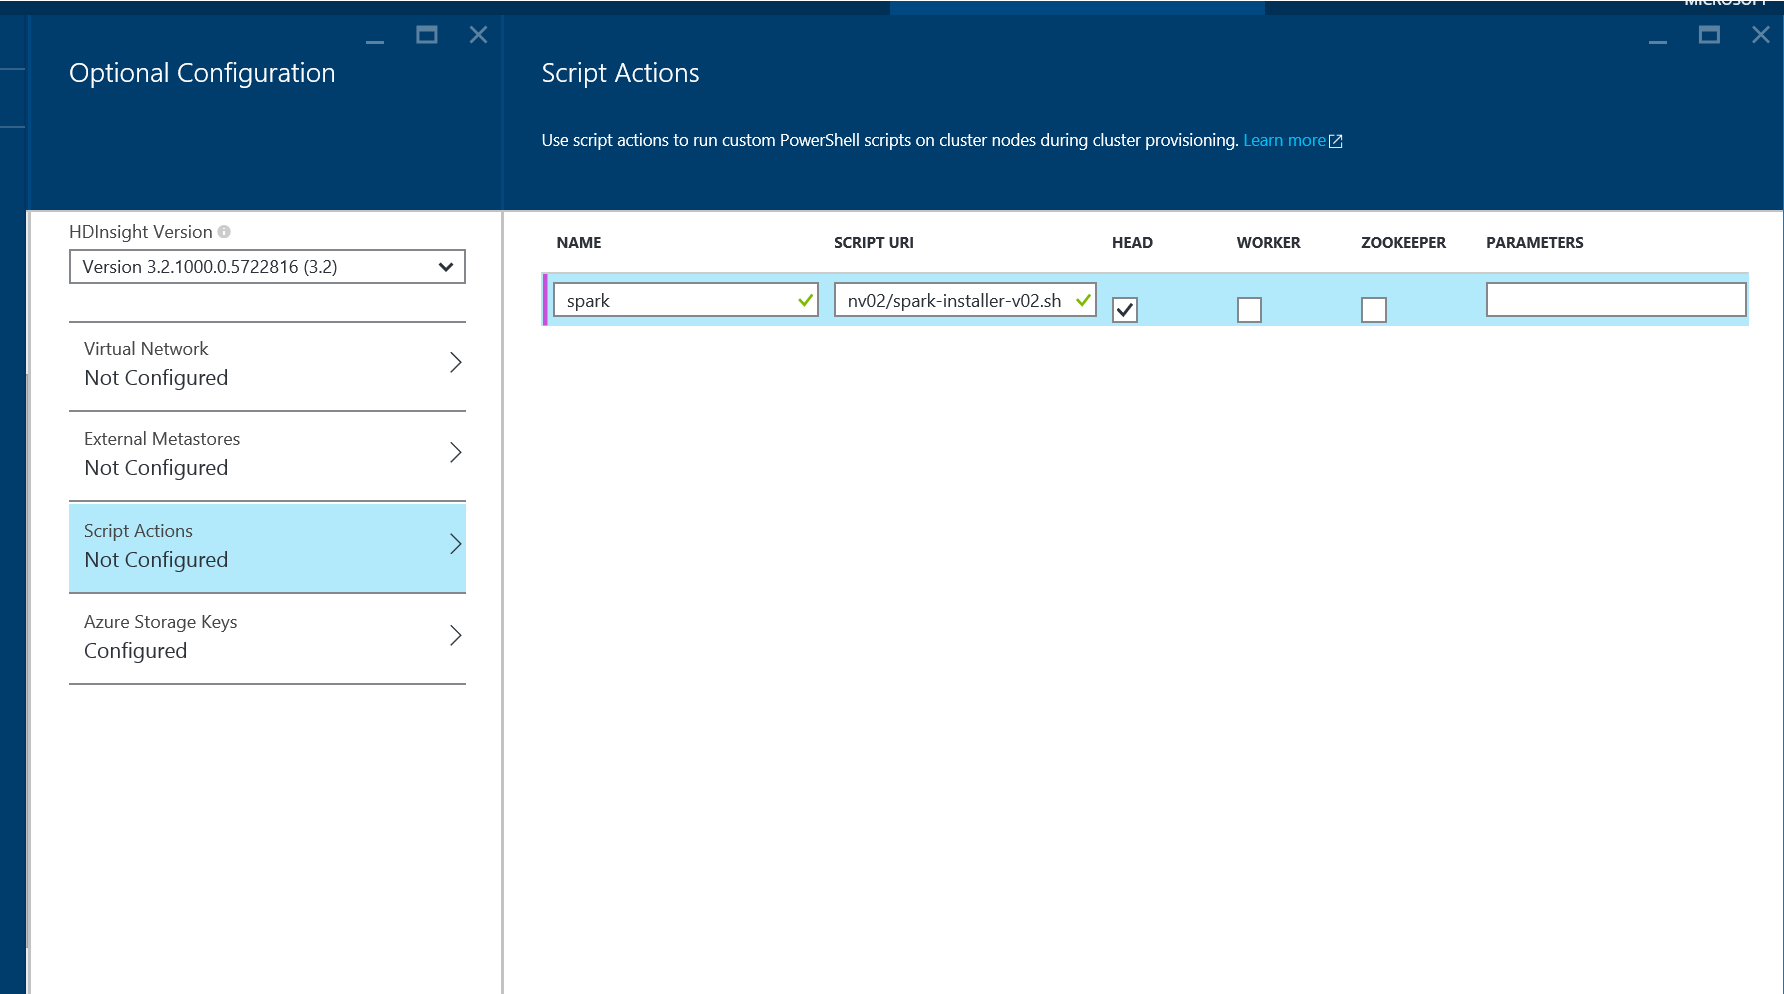 MICROSOFT
Optional Configuration
Script Actions
Use script actions to run custom PowerShell scripts on cluster nodes during cluster provisioning. Learn more
HDInsight Version
Version 3.2.1000.0.5722816 (3.2)
Virtual Network
Not Configured
External Metastores
Not Configured
Script Actions
Not Configured
Azure Storage Keys
Configured
NAME SCRIPT URI HEAD WORKER ZOOKEEPER PARAMETERS
spark nv02/spark-installer-v02.sh